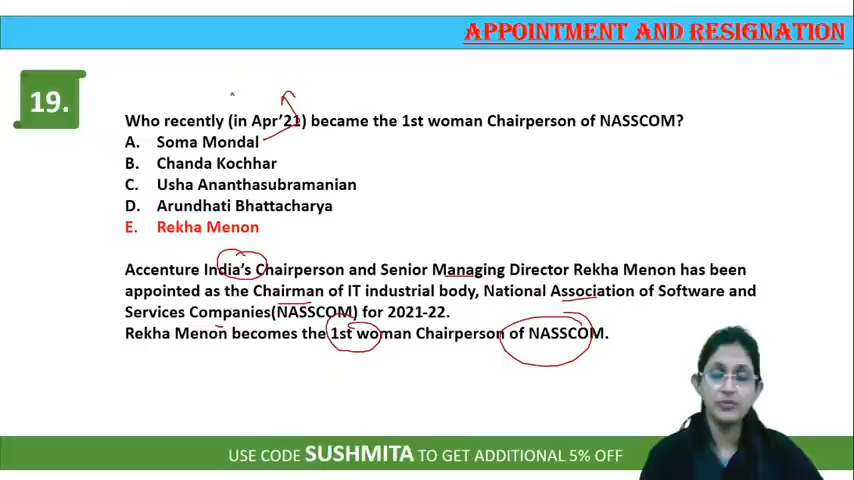 APPOINTMENT AND RESIGNATION
19.
Who recently (in Apr'21) became the 1st woman Chairperson of NASSCOM?
A. Soma Mondal
B. Chanda Kochhar
C. Usha Ananthasubramanian
D. Arundhati Bhattacharya
E. Rekha Menon
Accenture India's Chairperson and Senior Managing Director Rekha Menon has been
appointed as the Chairman of IT industrial body, National Association of Software and
Services Companies(NASSCOM) for 2021-22.
Rekha Menon becomes the 1st woman Chairperson of NASSCOM.
USE CODE SUSHMITA TO GET ADDITIONAL 5% OFF